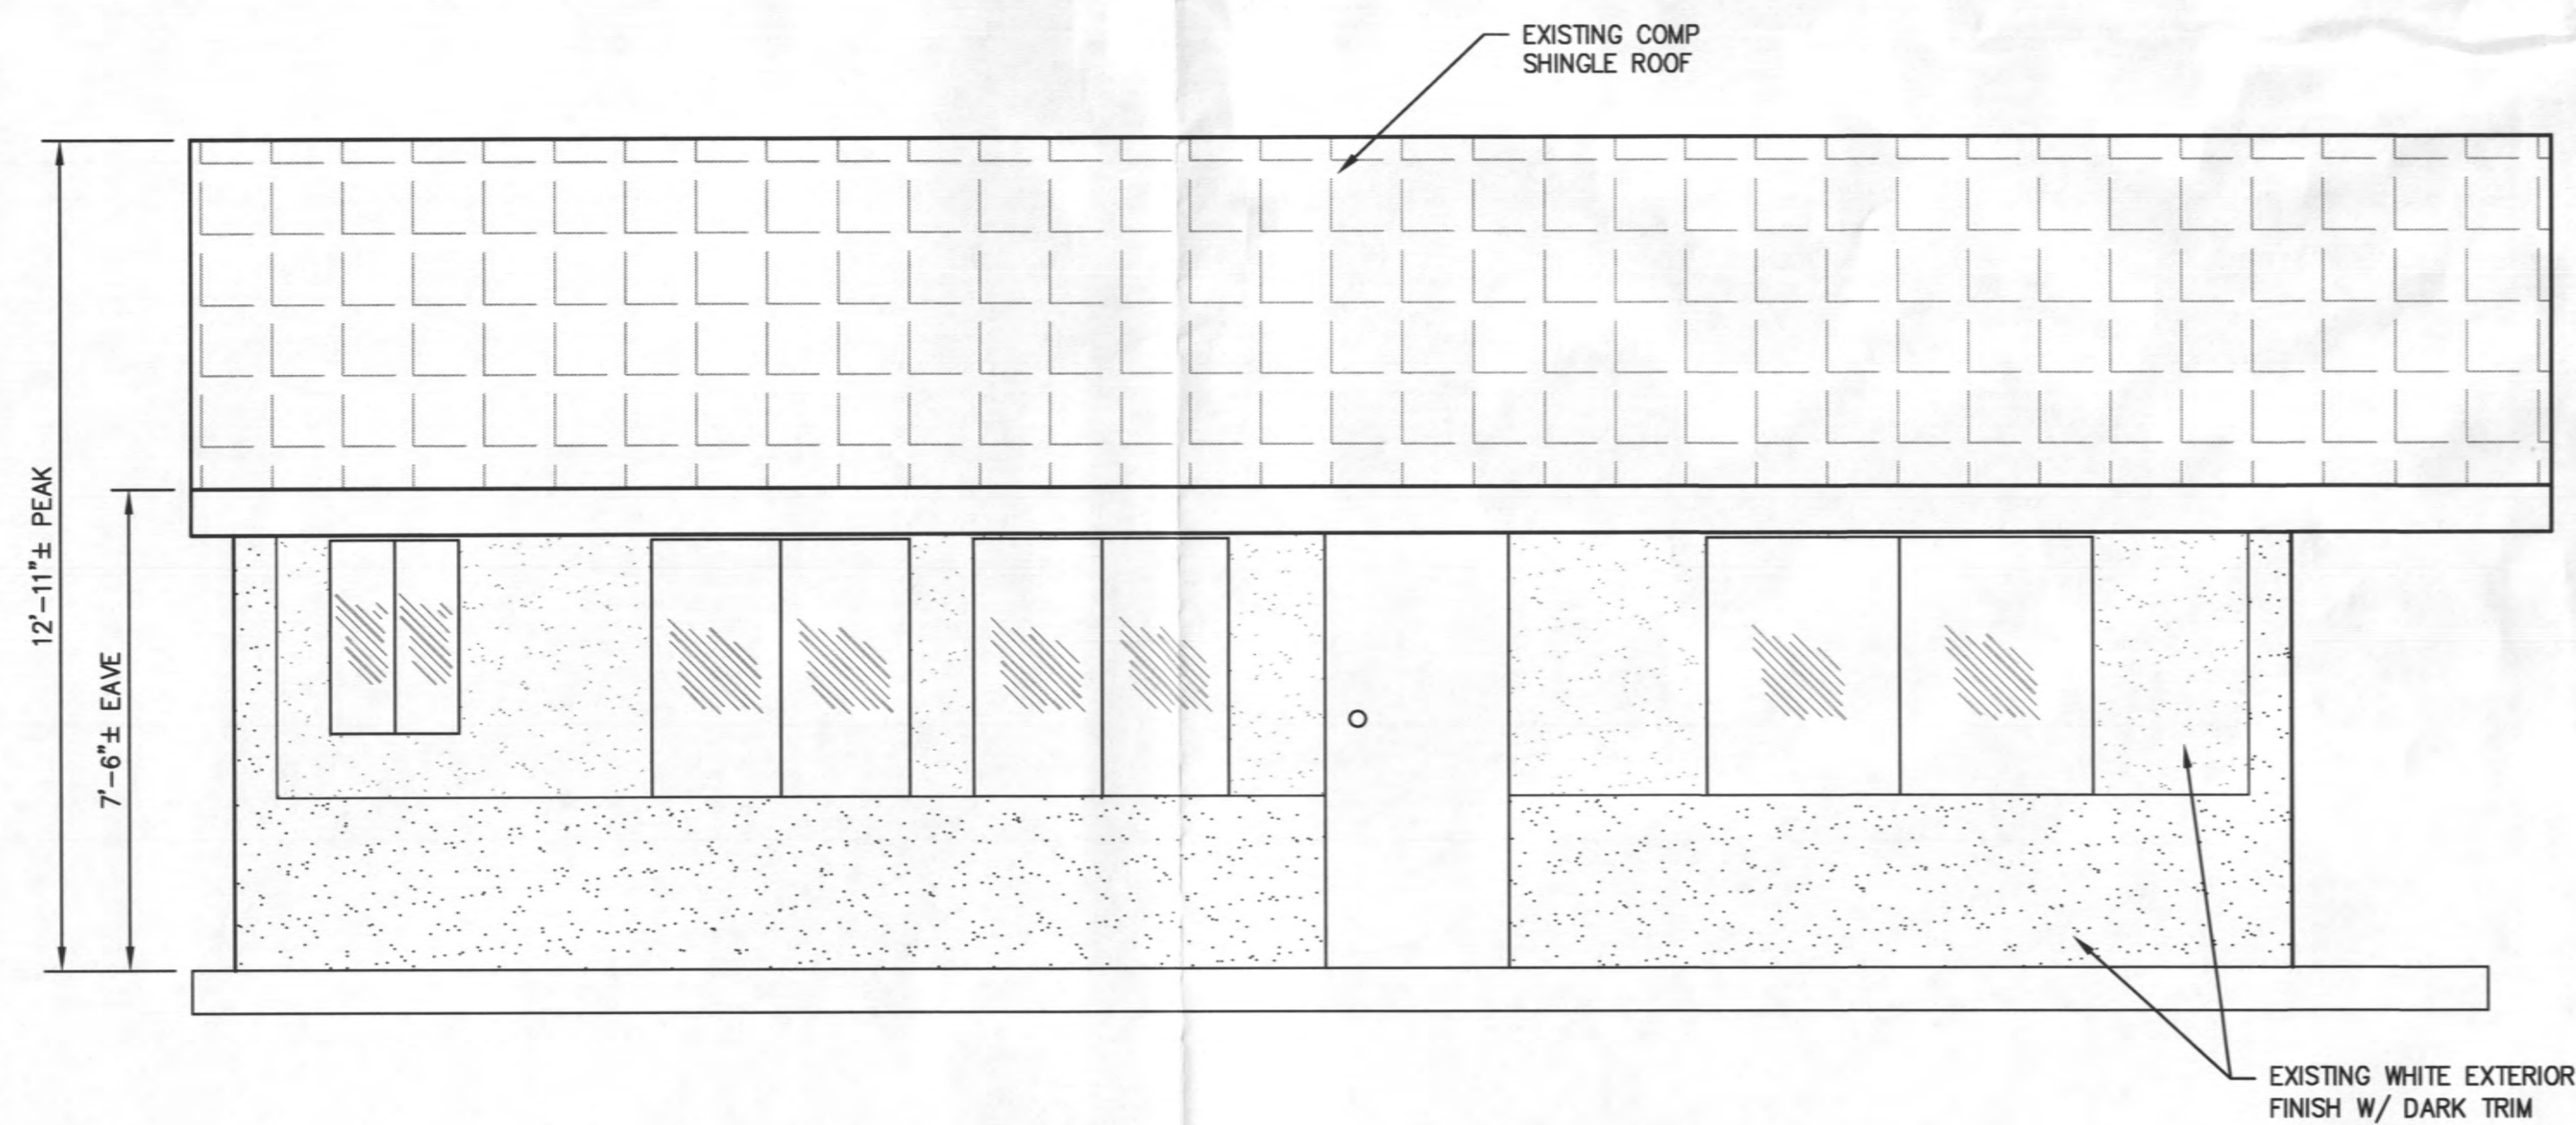 EXISTING COMP
SHINGLE ROOF
12'-11"± PEAK
7'-6"± EAVE
EXISTING WHITE EXTERIOR
FINISH W/ DARK TRIM